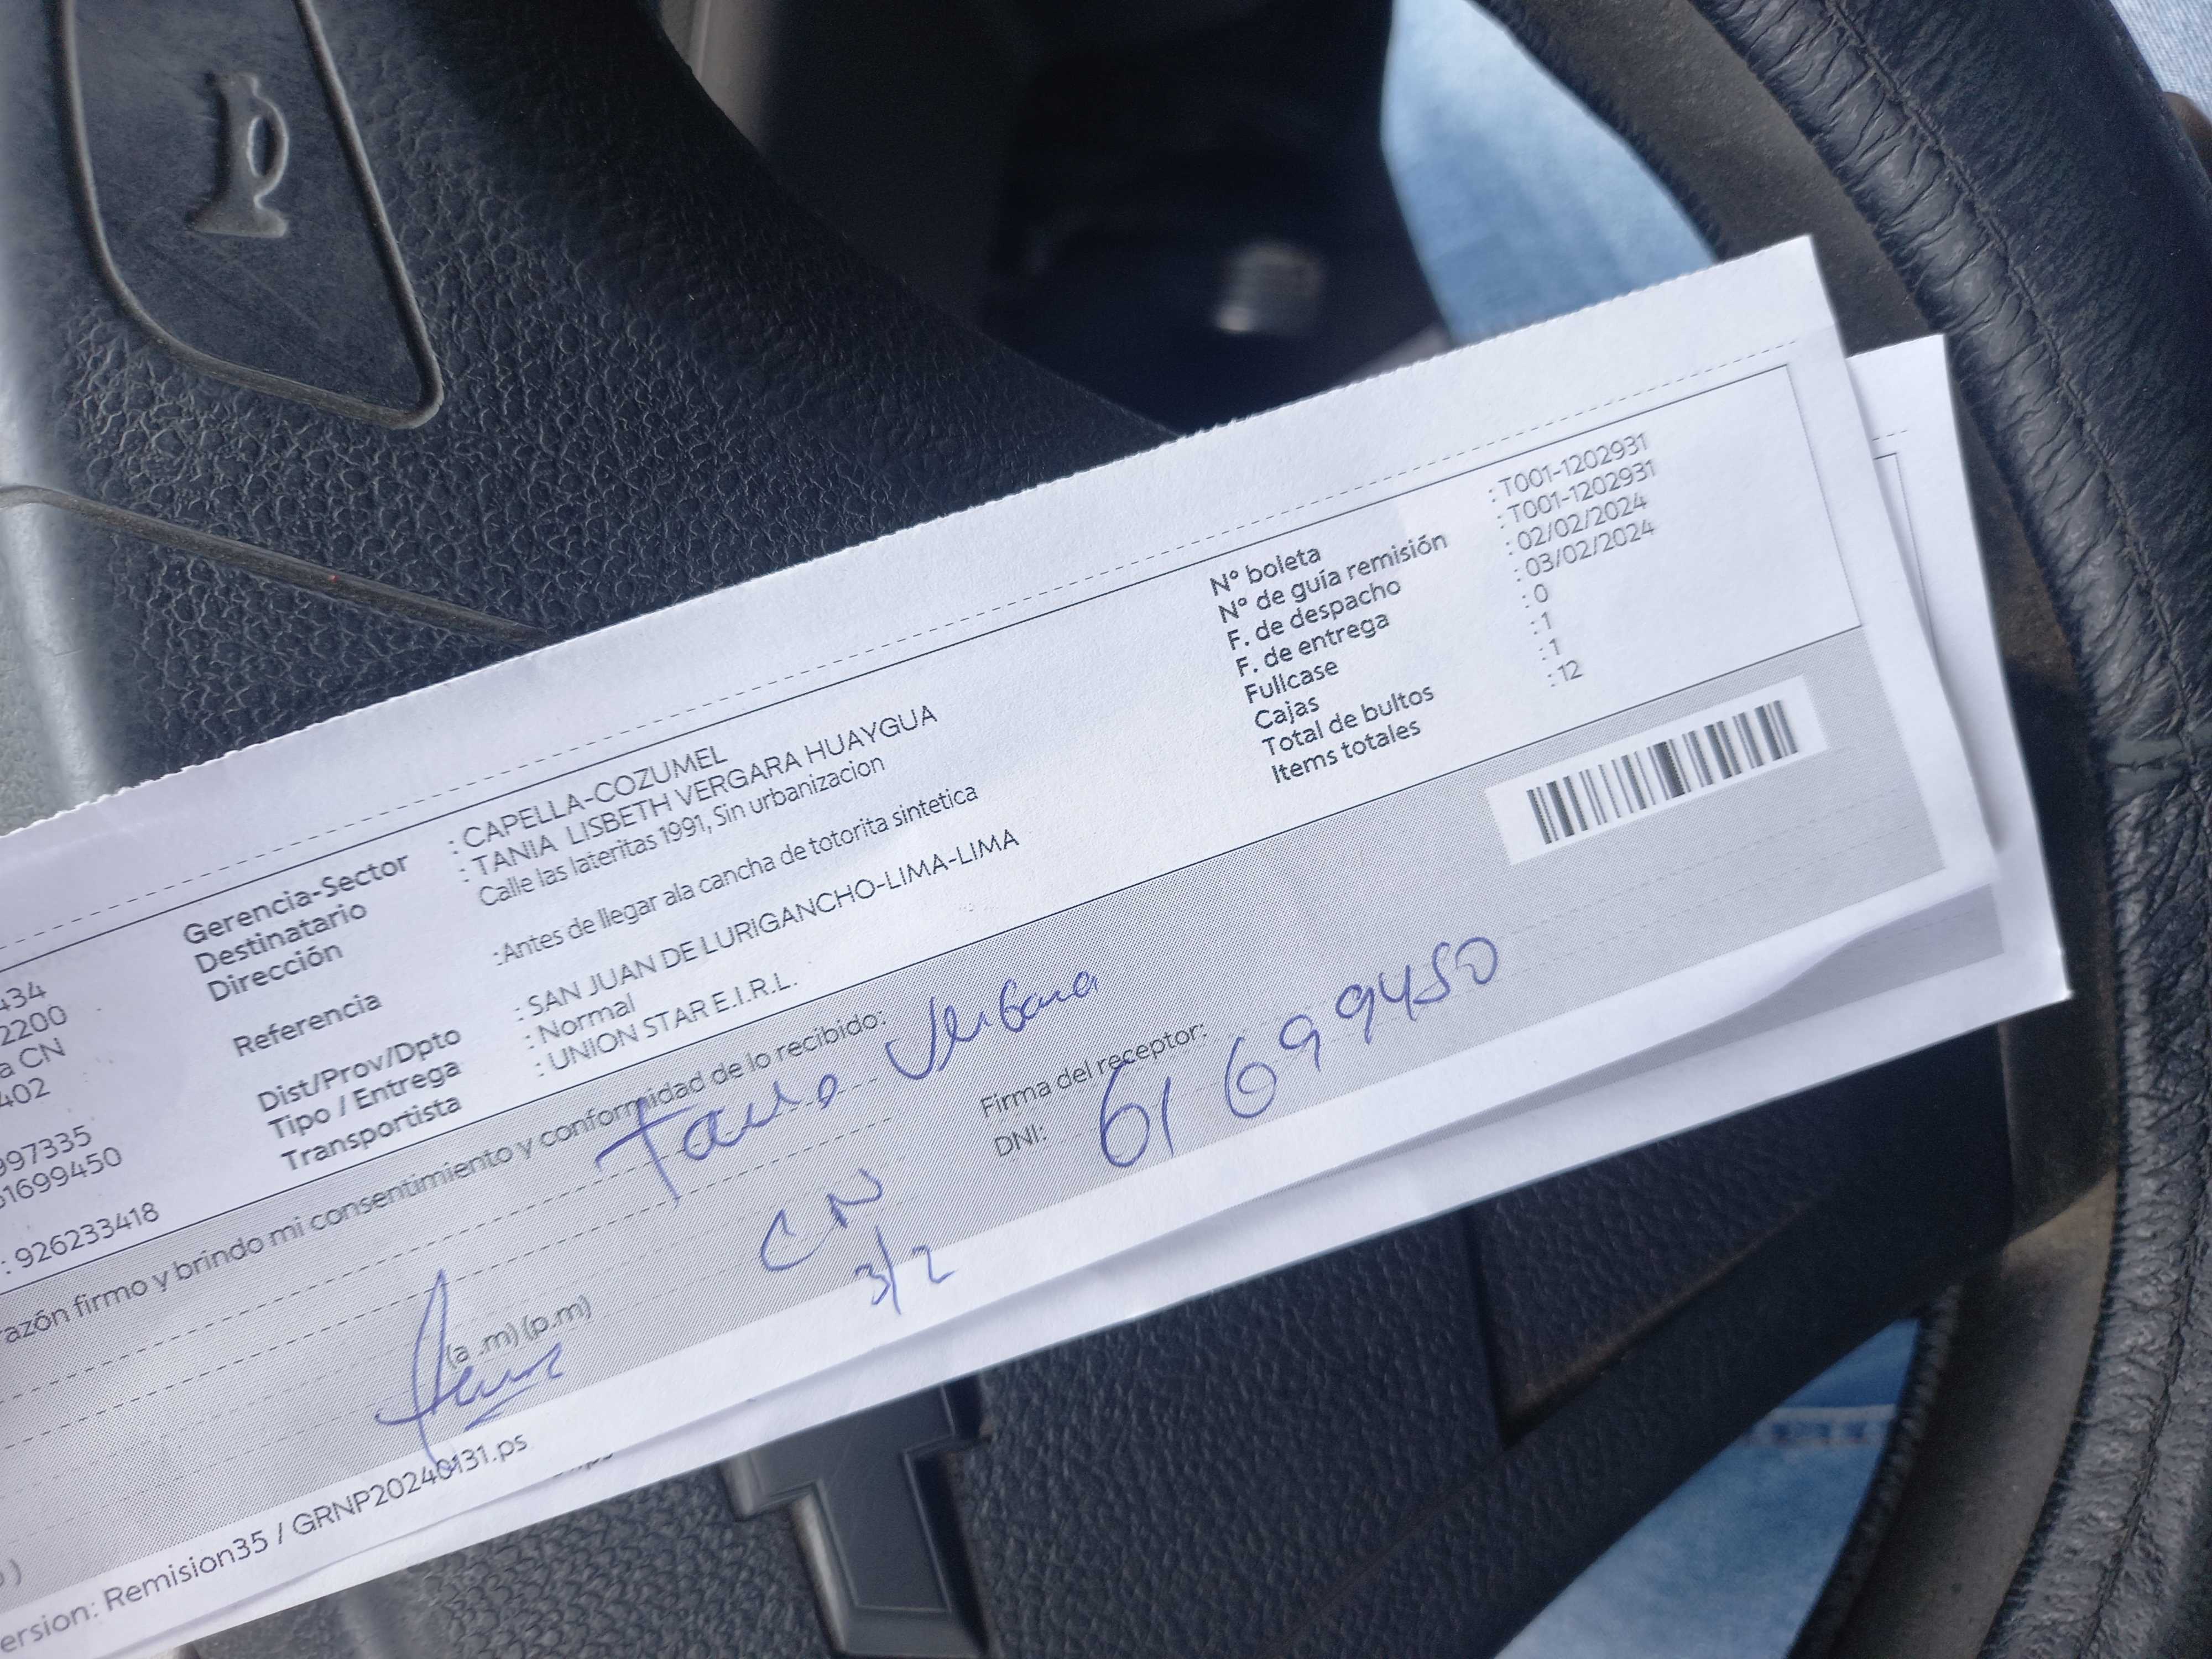 434
2200
a CN
402
997335
61699450
: 926233418
Gerencia-Sector : CAPELLA-COZUMEL
Destinatario : TANIA LISBETH VERGARA HUAYGUA
Dirección Calle las lateritas 1991, Sin urbanizacion
Referencia :Antes de llegar ala cancha de totorita sintetica
Dist/Prov/Dpto : SAN JUAN DE LURIGANCHO-LIMA-LIMA
Tipo / Entrega : Normal
Transportista : UNION STAR E.I.R.L.
N° boleta : T001-1202931
N° de guía remisión : T001-1202931
F. de despacho : 02/02/2024
F. de entrega : 03/02/2024
Fullcase : 0
Cajas : 1
Total de bultos : 1
Items totales : 12
razón firmo y brindo mi consentimiento y conformidad de lo recibido:
Firma del receptor:
DNI: 61699450
CN
3/2
(a .m) (p.m)
ersion: Remision35 / GRNP20240131.ps